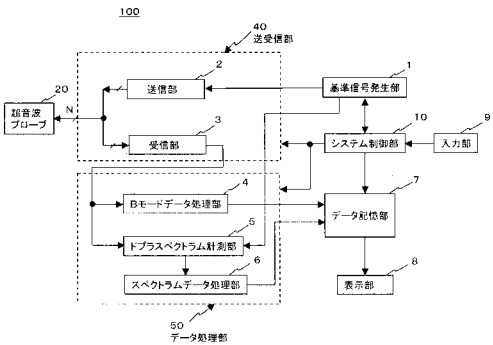 100
40
送受信部
20
超音波
プローブ
N
2
送信部
3
受信部
1
基準信号発生部
10
システム制御部
9
入力部
4
Bモードデータ処理部
7
データ記憶部
5
ドプラスペクトラム計測部
6
スペクトラムデータ処理部
8
表示部
50
データ処理部